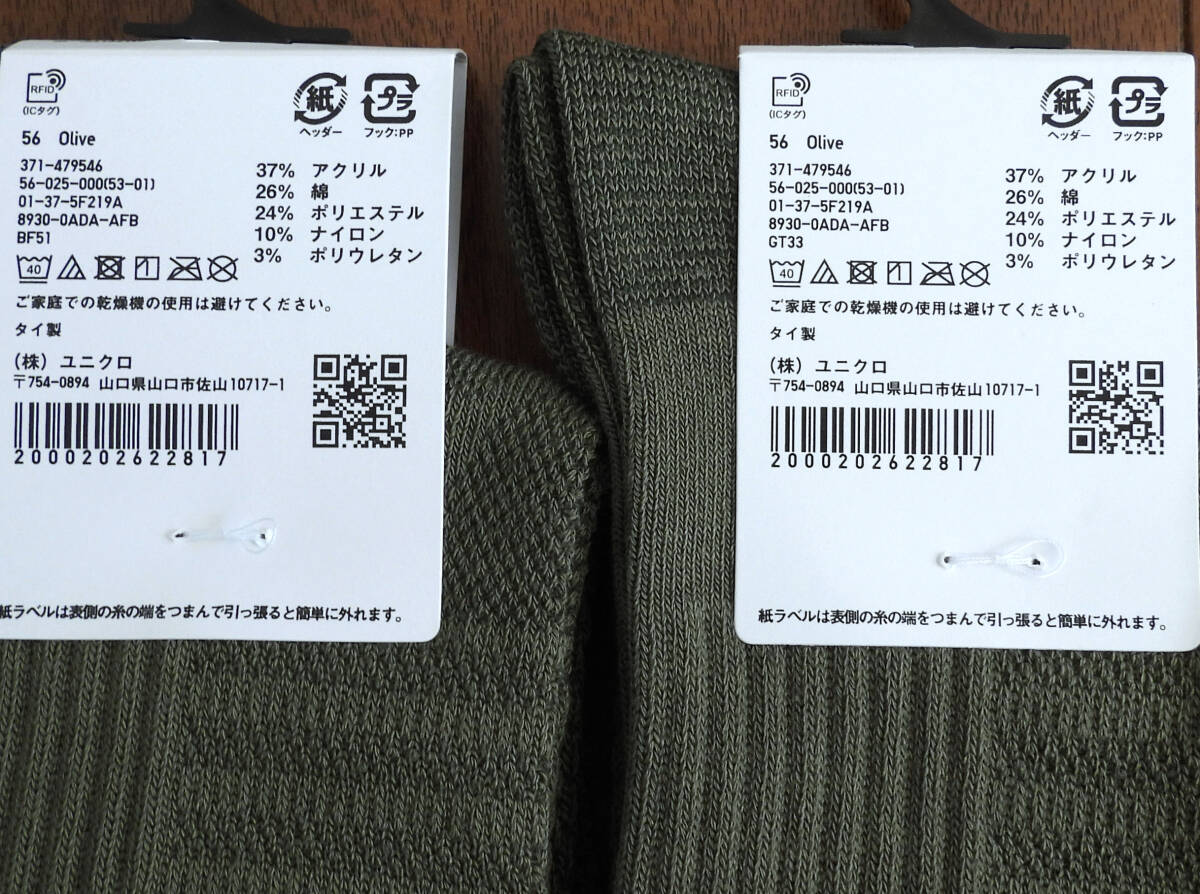 RFID
(ICタグ)
紙
ヘッダー
プラ
フック:PP
56 Olive
371-479546
56-025-000(53-01)
01-37-5F219A
8930-0ADA-AFB
BF51
37% アクリル
26% 綿
24% ポリエステル
10% ナイロン
3% ポリウレタン
40
ご家庭での乾燥機の使用は避けてください。
タイ製
(株) ユニクロ
〒754-0894 山口県山口市佐山10717-1
2000202622817
紙ラベルは表側の糸の端をつまんで引っ張ると簡単に外れます。
RFID
(ICタグ)
紙
ヘッダー
プラ
フック:PP
56 Olive
371-479546
56-025-000(53-01)
01-37-5F219A
8930-0ADA-AFB
GT33
37% アクリル
26% 綿
24% ポリエステル
10% ナイロン
3% ポリウレタン
40
ご家庭での乾燥機の使用は避けてください。
タイ製
(株) ユニクロ
〒754-0894 山口県山口市佐山10717-1
2000202622817
紙ラベルは表側の糸の端をつまんで引っ張ると簡単に外れます。